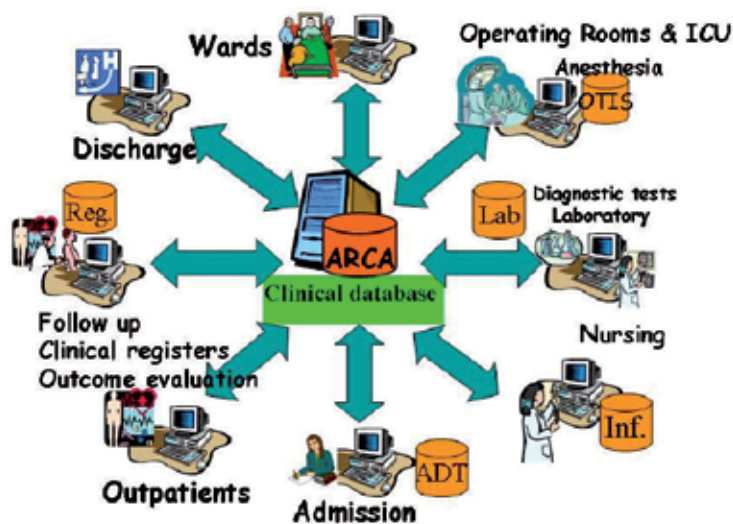 Wards
Operating Rooms & ICU
Anesthesia
OTIS
H
Discharge
Reg.
Lab
Diagnostic tests
Laboratory
ARCA
Clinical database
Follow up
Clinical registers
Outcome evaluation
Nursing
Inf.
Outpatients
Admission
ADT